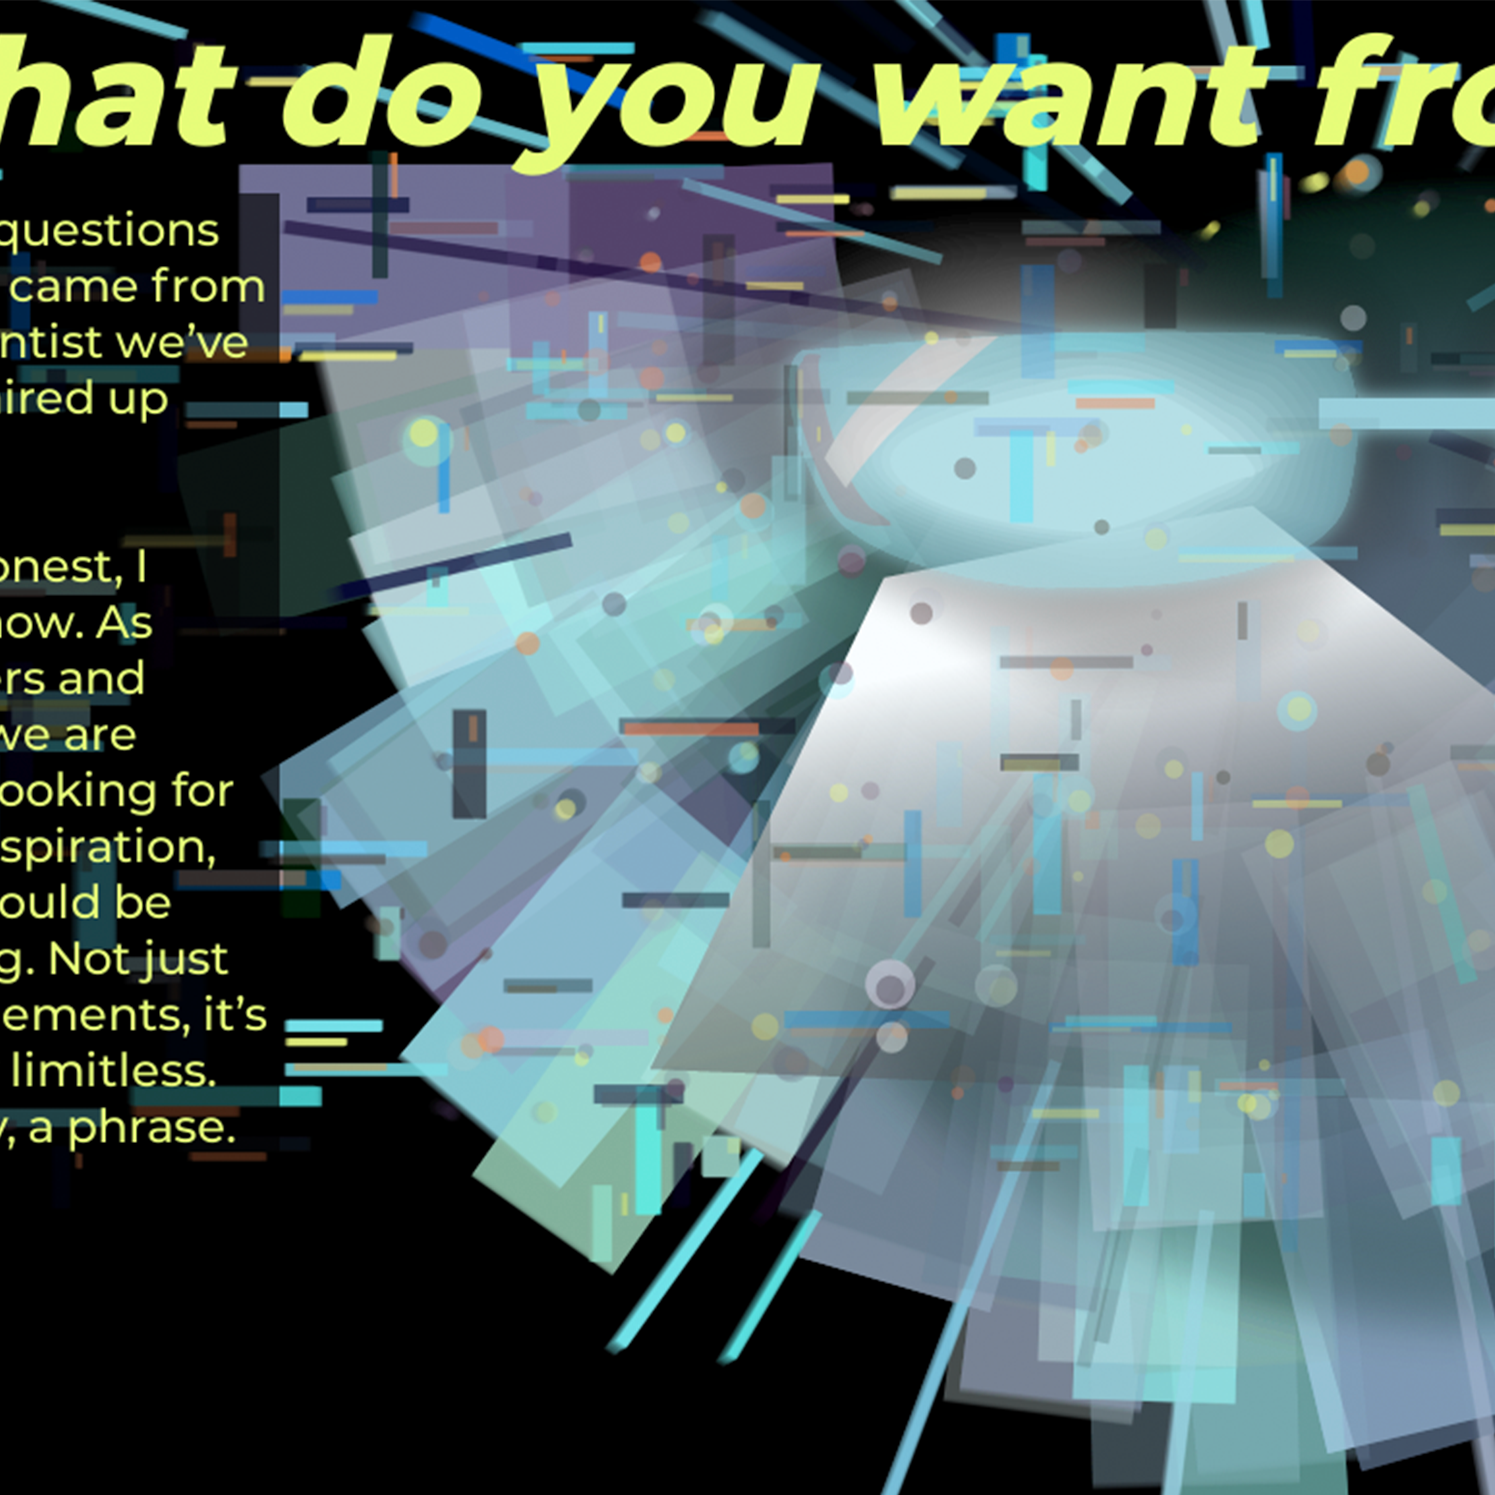 hat do you want fro
questions
came from
ntist we’ve
ired up
onest, I
ow. As
ers and
we are
ooking for
spiration,
ould be
g. Not just
ements, it’s
limitless.
, a phrase.